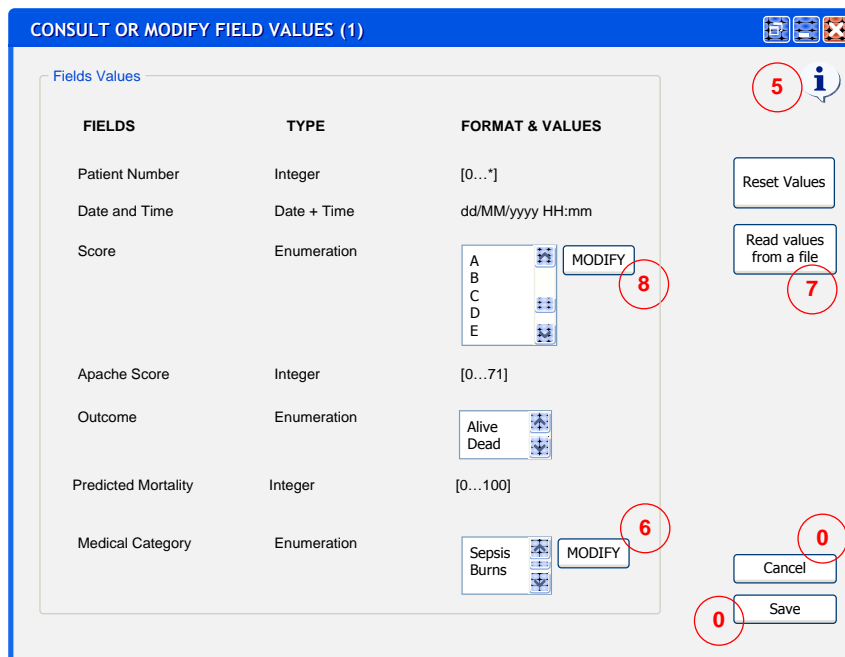 CONSULT OR MODIFY FIELD VALUES (1)
Fields Values
5
i
FIELDS TYPE FORMAT & VALUES
Patient Number Integer [0…*]
Reset Values
Date and Time Date + Time dd/MM/yyyy HH:mm
Read values
from a file
7
Score Enumeration
A
B
C
D
E
MODIFY
8
Apache Score Integer [0…71]
Outcome Enumeration
Alive
Dead
Predicted Mortality Integer [0…100]
Medical Category Enumeration
Sepsis
Burns
MODIFY
6
0
Cancel
Save
0